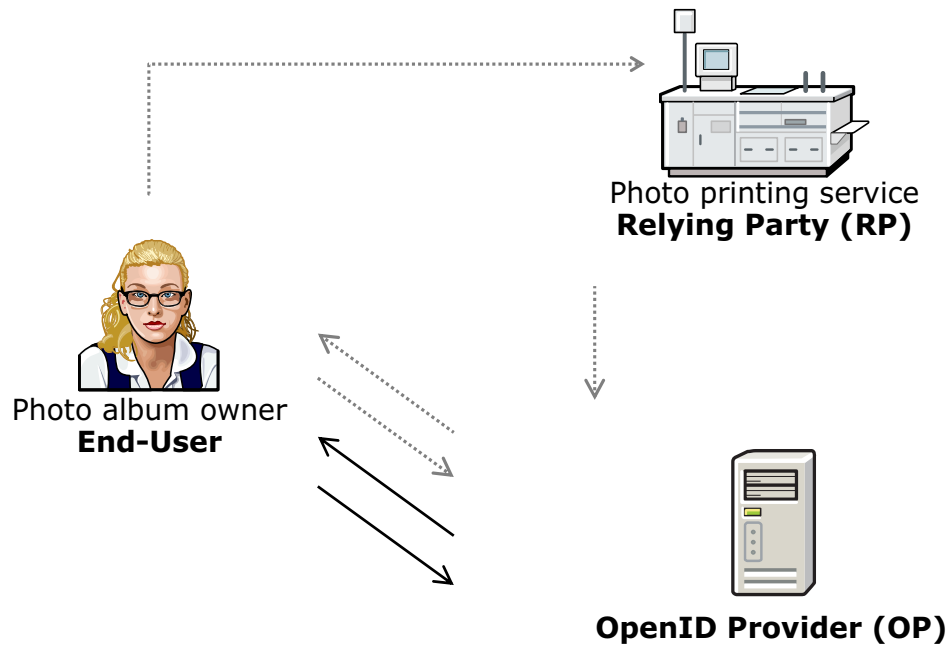 Photo printing service
Relying Party (RP)
Photo album owner
End-User
OpenID Provider (OP)